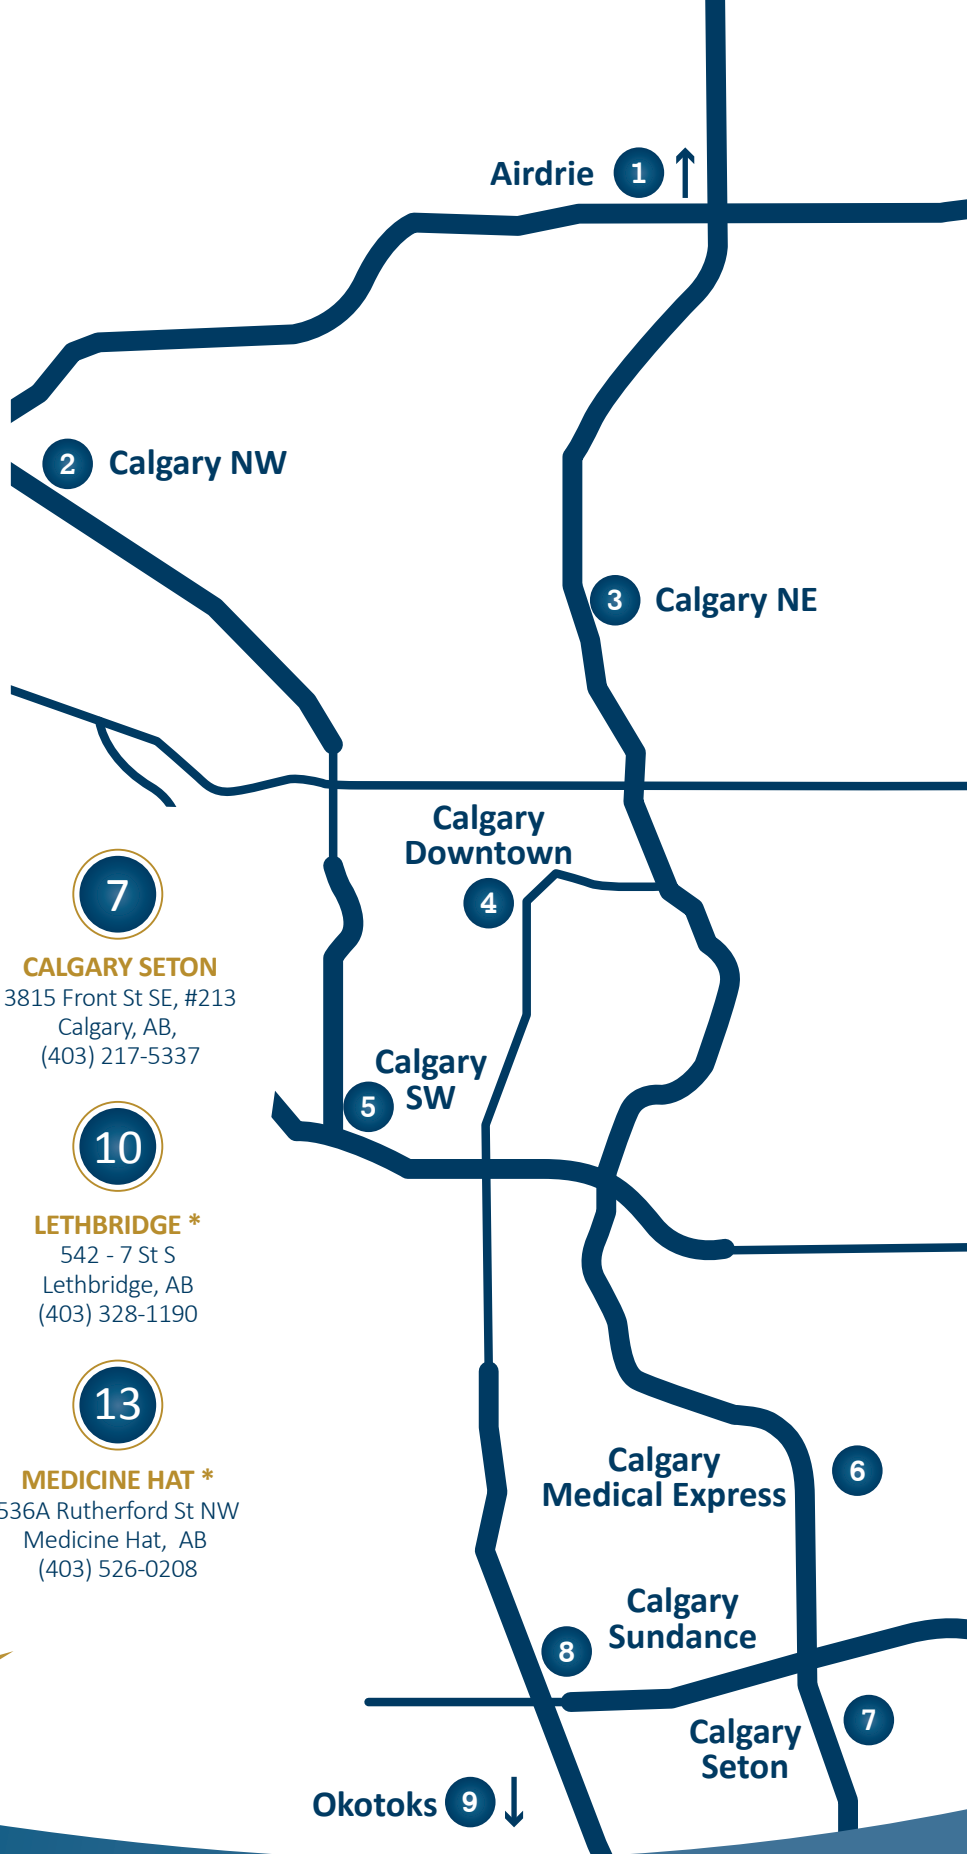 Airdrie 1 ↑
2 Calgary NW
3 Calgary NE
Calgary
Downtown
4
7
CALGARY SETON
3815 Front St SE, #213
Calgary, AB,
(403) 217-5337
Calgary
SW
5
10
LETHBRIDGE *
542 - 7 St S
Lethbridge, AB
(403) 328-1190
13
MEDICINE HAT *
536A Rutherford St NW
Medicine Hat, AB
(403) 526-0208
Calgary
Medical Express
6
Calgary
Sundance
8
Calgary
Seton
7
Okotoks 9 ↓